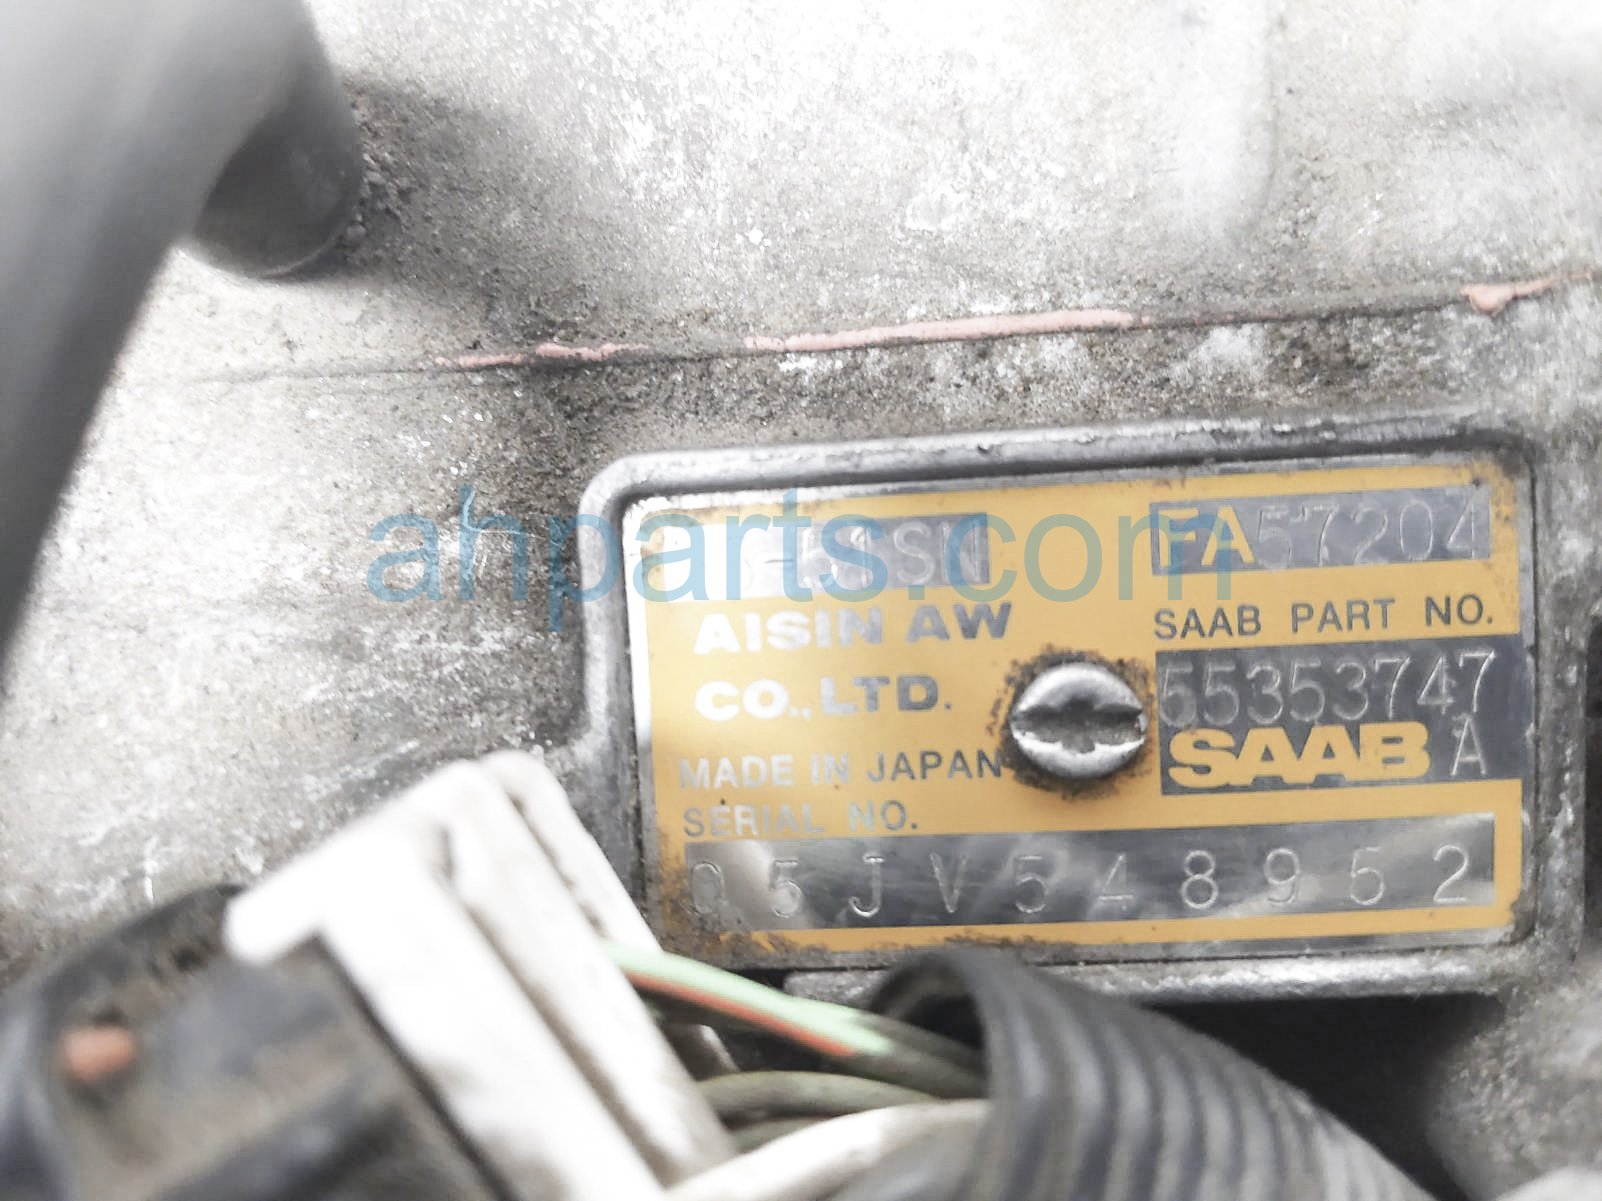 ahparts.com
FA57204
AISIN AW
CO., LTD.
MADE IN JAPAN
SERIAL NO.
05JV548952
SAAB PART NO.
55353747
SAAB A